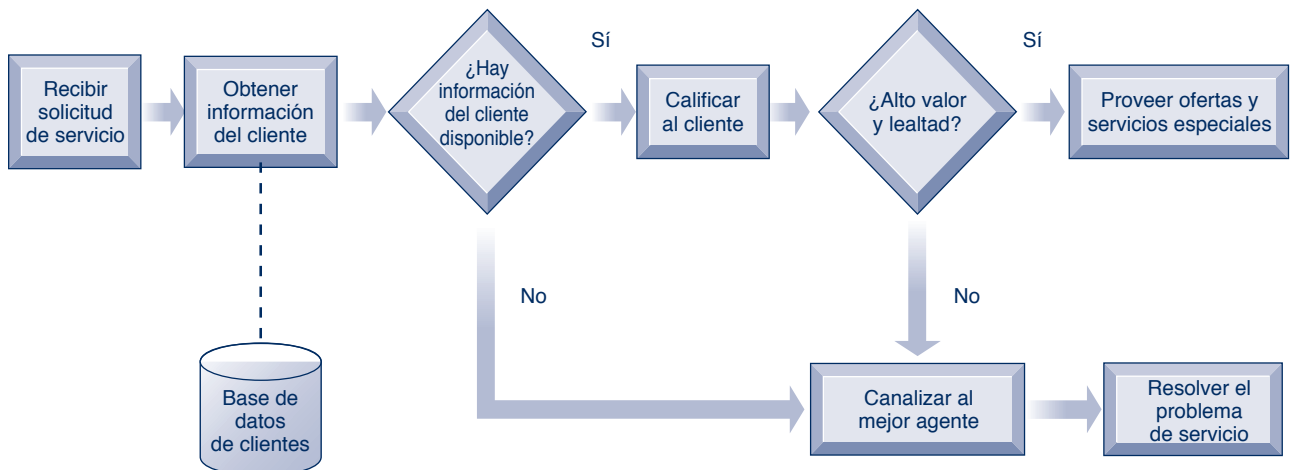 Recibir
solicitud
de servicio
Obtener
información
del cliente
¿Hay
información
del cliente
disponible?
Sí
Calificar
al cliente
¿Alto valor
y lealtad?
Sí
Proveer ofertas y
servicios especiales
No
No
Base de
datos
de clientes
Canalizar al
mejor agente
Resolver el
problema
de servicio